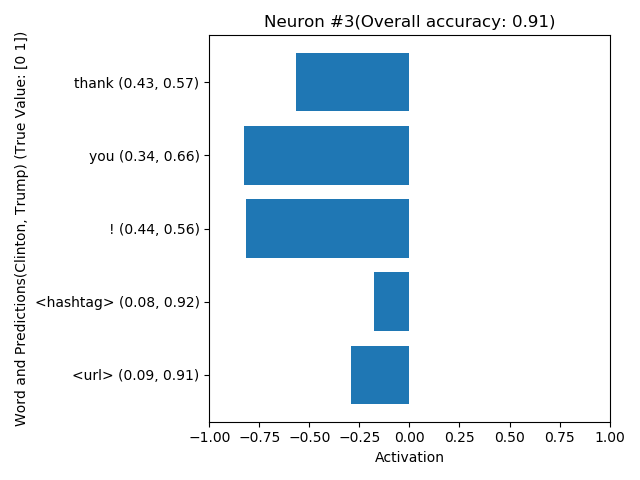 Neuron #3(Overall accuracy: 0.91)
Word and Predictions(Clinton, Trump) (True Value: [0 1])
thank (0.43, 0.57)
you (0.34, 0.66)
! (0.44, 0.56)
<hashtag> (0.08, 0.92)
<url> (0.09, 0.91)
−1.00 −0.75 −0.50 −0.25 0.00 0.25 0.50 0.75 1.00
Activation